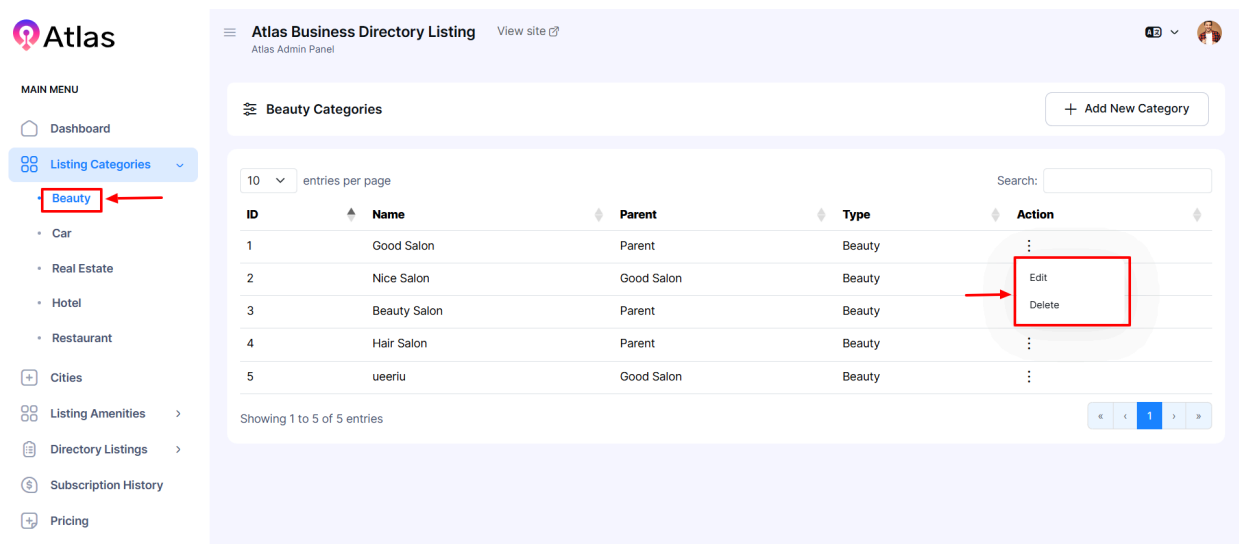 Atlas
MAIN MENU
Dashboard
Listing Categories
Beauty
Car
Real Estate
Hotel
Restaurant
Cities
Listing Amenities
Directory Listings
Subscription History
Pricing
Atlas Business Directory Listing View site
Atlas Admin Panel
Beauty Categories
+ Add New Category
10 entries per page Search:
ID Name Parent Type Action
1 Good Salon Parent Beauty
2 Nice Salon Good Salon Beauty
3 Beauty Salon Parent Beauty
4 Hair Salon Parent Beauty
5 ueeriu Good Salon Beauty
Edit
Delete
Showing 1 to 5 of 5 entries
« ‹ 1 › »